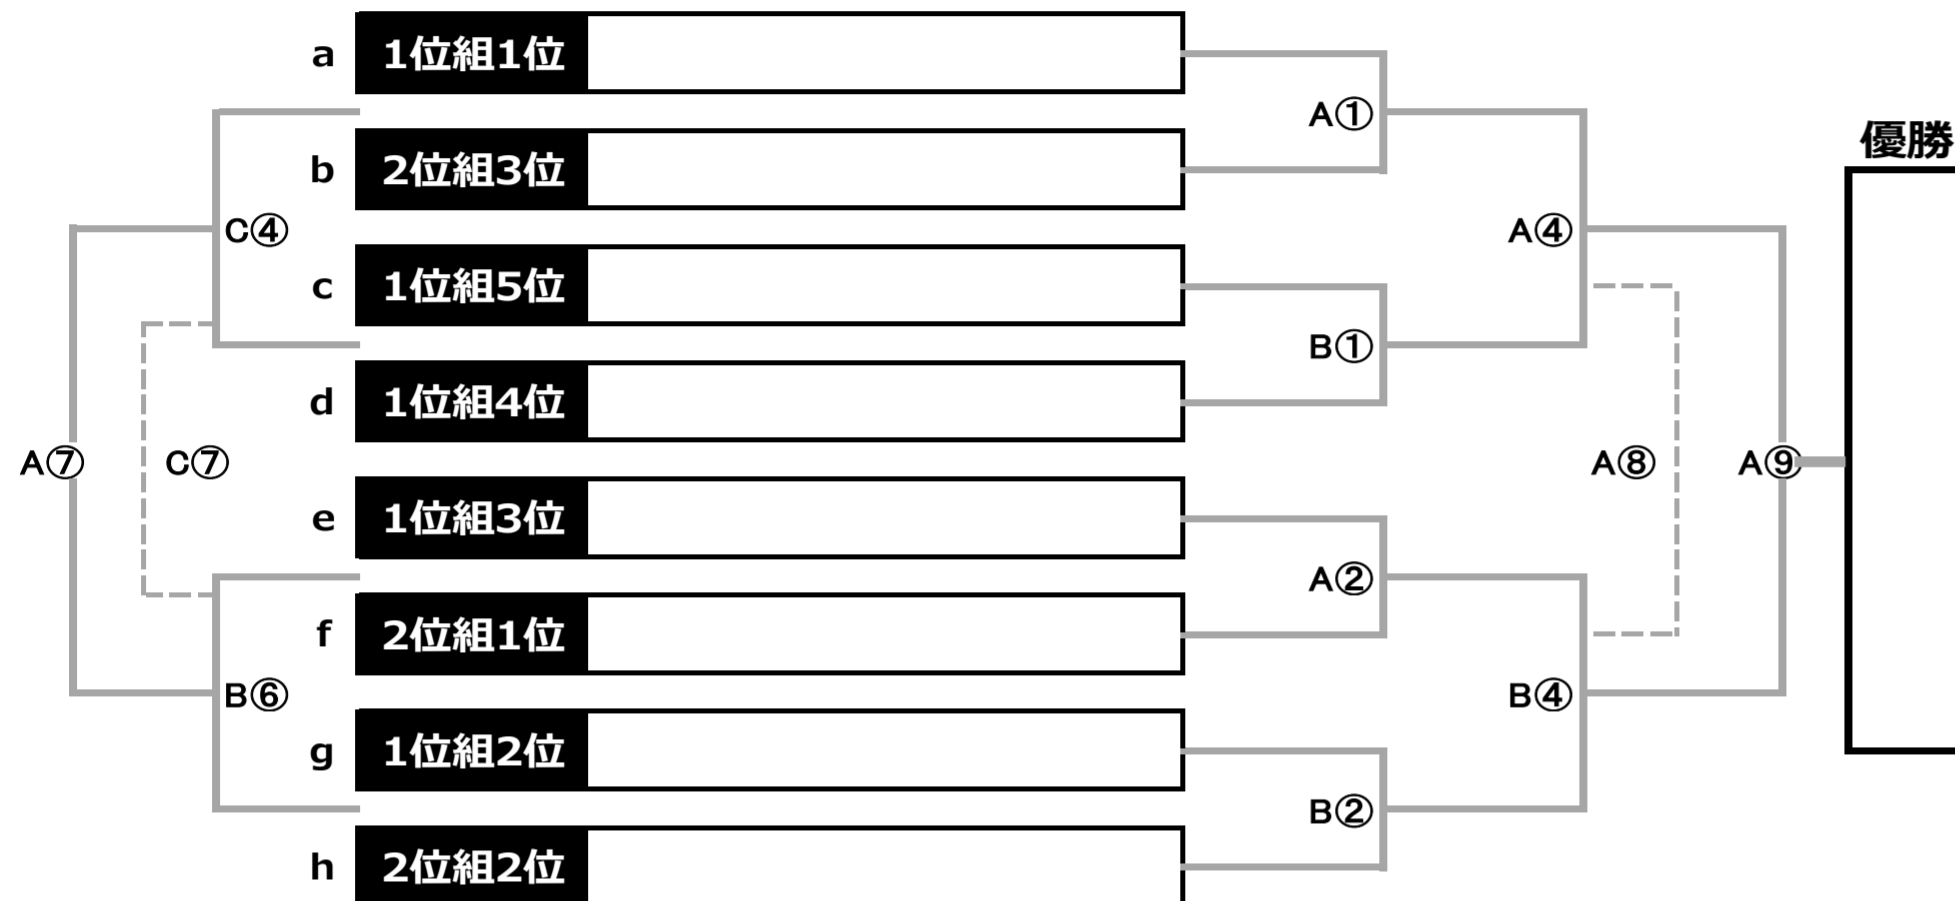 a 1位組1位
A①
優勝
b 2位組3位
C④
A④
c 1位組5位
B①
d 1位組4位
A⑦ C⑦ A⑧ A⑨
e 1位組3位
A②
f 2位組1位
B⑥
B④
g 1位組2位
B②
h 2位組2位